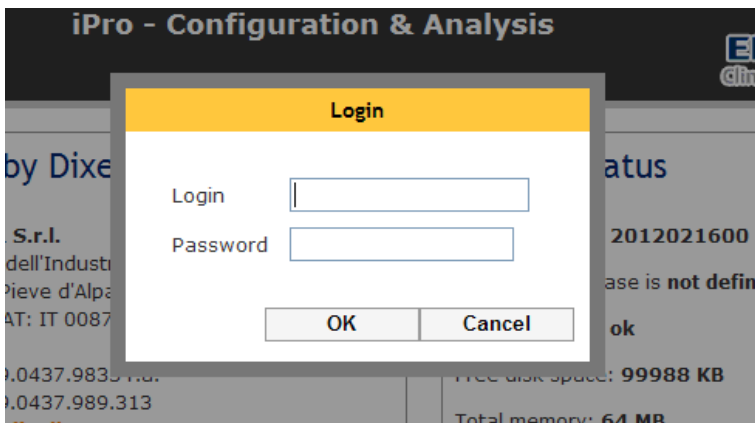 iPro - Configuration & Analysis
Login
by Dixe
atus
Login
Password
S.r.l.
dell'Industr
Pieve d'Alpa
AT: IT 0087
2012021600
ase is not defin
OK
Cancel
ok
Free disk space: 99988 KB
.0437.989.313
Total memory: 64 MB